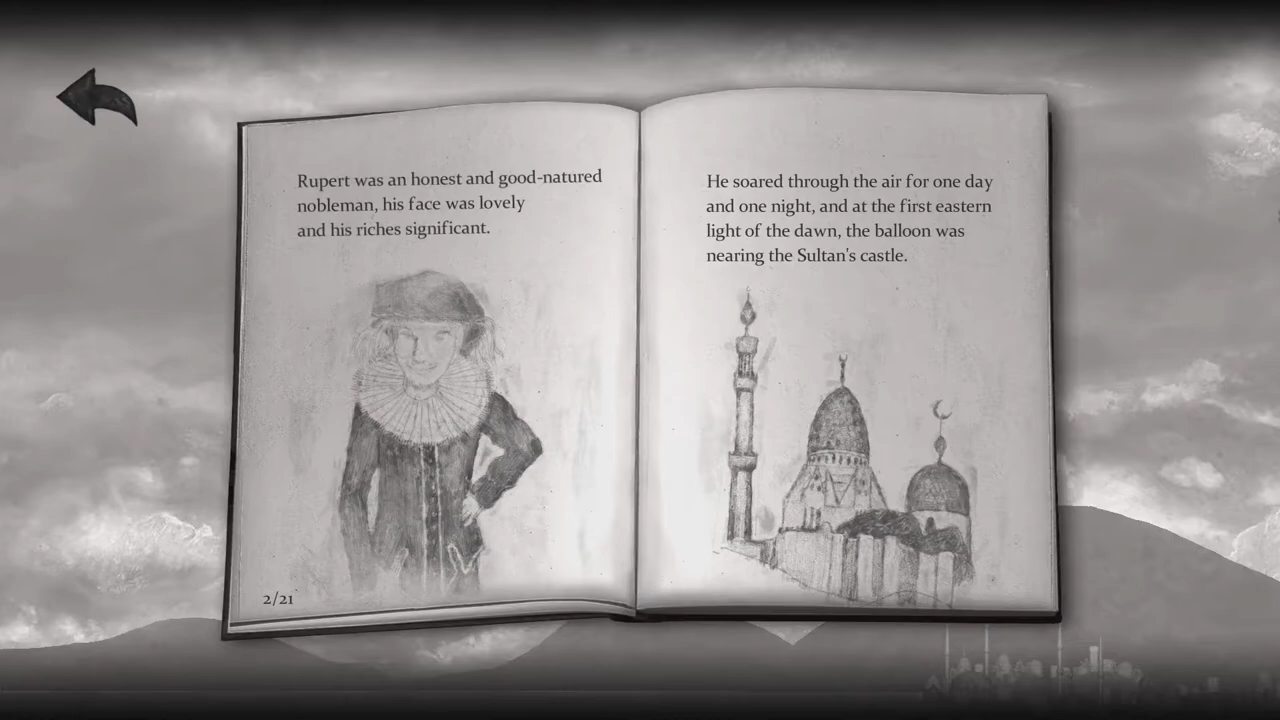 Rupert was an honest and good-natured
nobleman, his face was lovely
and his riches significant.
2/21
He soared through the air for one day
and one night, and at the first eastern
light of the dawn, the balloon was
nearing the Sultan's castle.